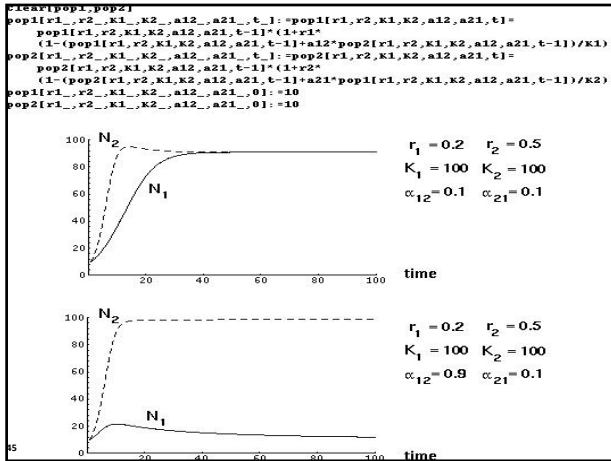 Clear[pop1,pop2]
pop1[r1_,r2_,K1_,K2_,a12_,a21_,t_]:=pop1[r1,r2,K1,K2,a12,a21,t]=
pop1[r1,r2,K1,K2,a12,a21,t-1]*(1+r1*
(1-(pop1[r1,r2,K1,K2,a12,a21,t-1]+a12*pop2[r1,r2,K1,K2,a12,a21,t-1])/K1)
pop2[r1_,r2_,K1_,K2_,a12_,a21_,t_]:=pop2[r1,r2,K1,K2,a12,a21,t]=
pop2[r1,r2,K1,K2,a12,a21,t-1]*(1+r2*
(1-(pop2[r1,r2,K1,K2,a12,a21,t-1]+a21*pop1[r1,r2,K1,K2,a12,a21,t-1])/K2)
pop1[r1_,r2_,K1_,K2_,a12_,a21_,0]:=10
pop2[r1_,r2_,K1_,K2_,a12_,a21_,0]:=10
N2
N1
100
80
60
40
20
0
20 40 60 80 100
time
r1=0.2 r2=0.5
K1=100 K2=100
α12=0.1 α21=0.1
N2
N1
100
80
60
40
20
0
20 40 60 80 100
time
r1=0.2 r2=0.5
K1=100 K2=100
α12=0.9 α21=0.1
45